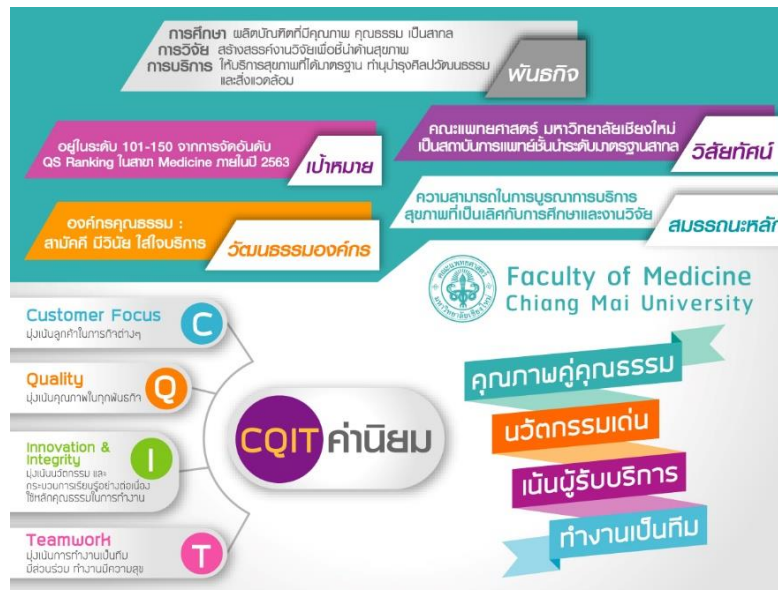 การศึกษา ผลิตบัณฑิตที่มีคุณภาพ คุณธรรม เป็นสากล
การวิจัย สร้างสรรค์งานวิจัยเพื่อชี้นำด้านสุขภาพ
การบริการ ให้บริการสุขภาพที่ได้มาตรฐาน ทำนุบำรุงศิลปวัฒนธรรม
และสิ่งแวดล้อม
พันธกิจ
อยู่ในระดับ 101-150 จากการจัดอันดับ
QS Ranking ในสาขา Medicine ภายในปี 2563
เป้าหมาย
คณะแพทยศาสตร์ มหาวิทยาลัยเชียงใหม่
เป็นสถาบันการแพทย์ชั้นนำระดับมาตรฐานสากล
วิสัยทัศน์
องค์กรคุณธรรม :
สามัคคี มีวินัย ใส่ใจบริการ
วัฒนธรรมองค์กร
ความสามารถในการบูรณาการบริการ
สุขภาพที่เป็นเลิศกับการศึกษาและงานวิจัย
สมรรถนะหลัก
Faculty of Medicine
Chiang Mai University
Customer Focus
มุ่งเน้นลูกค้าในภารกิจต่างๆ
C
Quality
มุ่งเน้นคุณภาพในทุกพันธกิจ
Q
Innovation &
Integrity
มุ่งเน้นนวัตกรรม และ
กระบวนการเรียนรู้อย่างต่อเนื่อง
ใช้หลักคุณธรรมในการทำงาน
I
Teamwork
มุ่งเน้นการทำงานเป็นทีม
มีส่วนร่วม ทำงานมีความสุข
T
CQIT ค่านิยม
คุณภาพคู่คุณธรรม
นวัตกรรมเด่น
เน้นผู้รับบริการ
ทำงานเป็นทีม